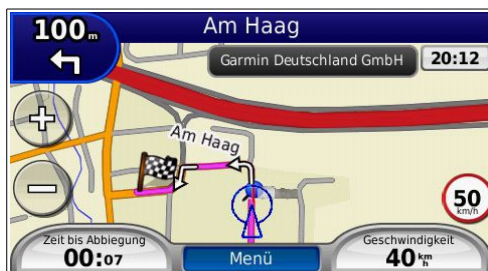 100 m
Am Haag
Garmin Deutschland GmbH
20:12
Am Haag
50
km/h
Zeit bis Abbiegung
00:07
Menü
Geschwindigkeit
40 km/h